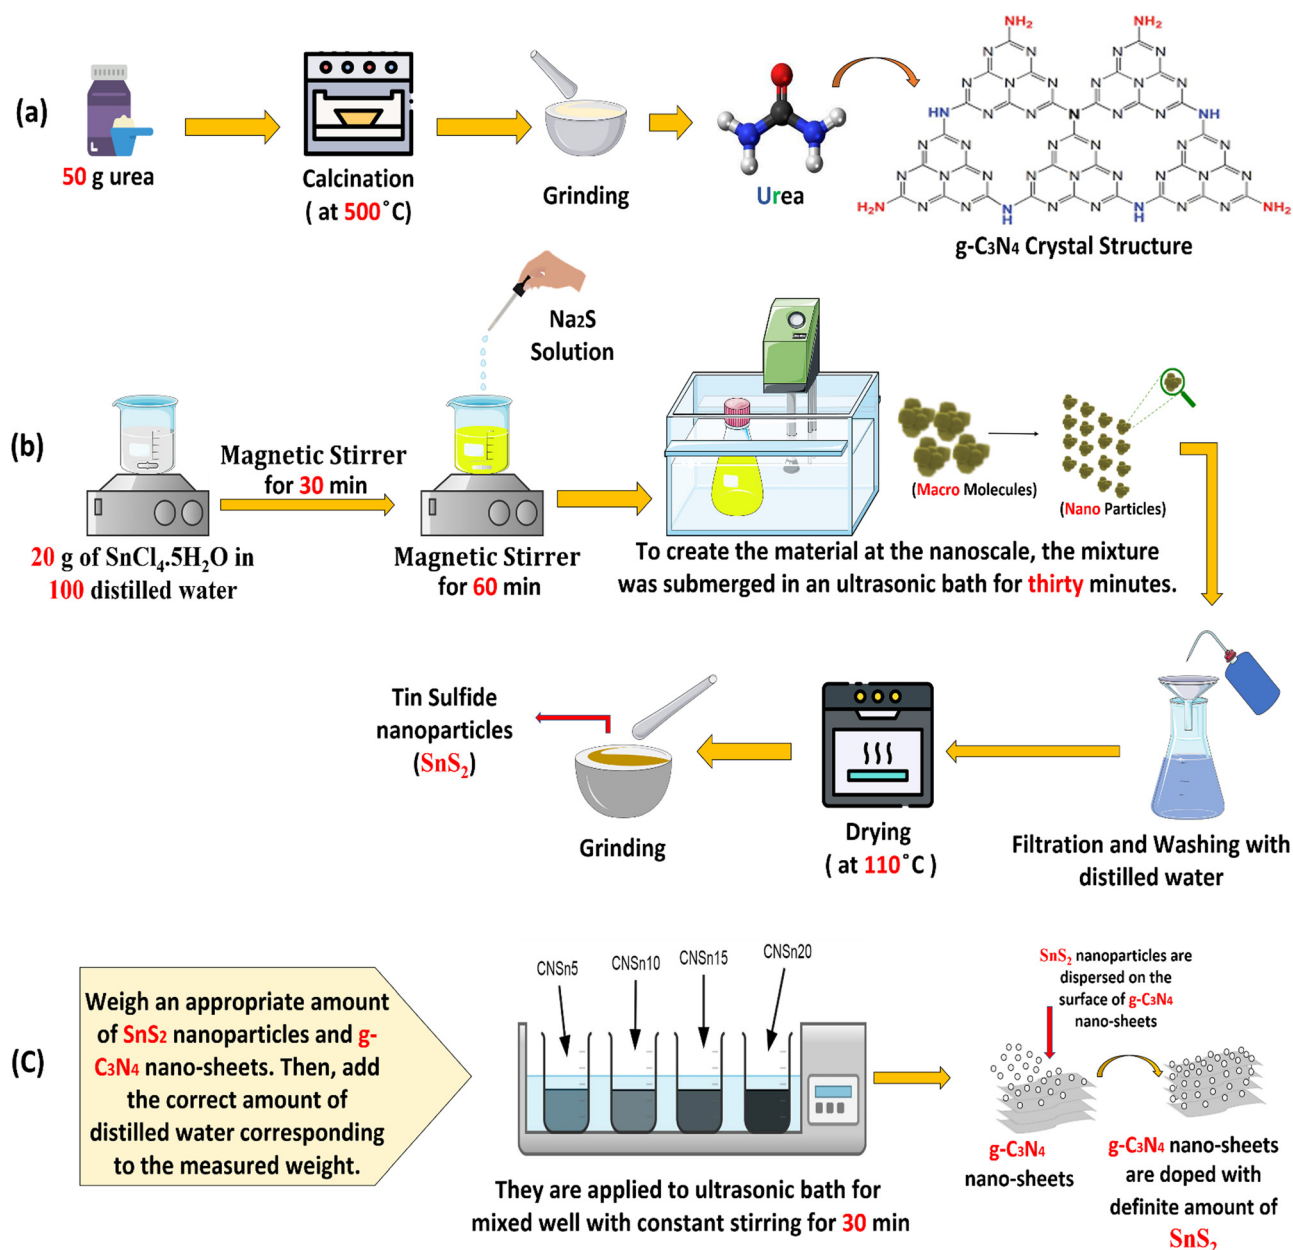 (a)
50 g urea
Calcination
( at 500˚C)
Grinding
Urea
NH₂ NH₂
N N N N
N N N N N N
N N N N N N
HN N NH
N N N N N N
N N N N N N N N N
H₂N N N N N N N NH₂
N N
H H
g-C₃N₄ Crystal Structure
(b)
Na₂S
Solution
Magnetic Stirrer
for 30 min
20 g of SnCl₄.5H₂O in
100 distilled water
Magnetic Stirrer
for 60 min
(Macro Molecules)
(Nano Particles)
To create the material at the nanoscale, the mixture
was submerged in an ultrasonic bath for thirty minutes.
Filtration and Washing with
distilled water
Drying
( at 110˚C )
Grinding
Tin Sulfide
nanoparticles
(SnS₂)
(C)
Weigh an appropriate amount
of SnS₂ nanoparticles and g-
C₃N₄ nano-sheets. Then, add
the correct amount of
distilled water corresponding
to the measured weight.
CNSn5
CNSn10
CNSn15
CNSn20
They are applied to ultrasonic bath for
mixed well with constant stirring for 30 min
SnS₂ nanoparticles are
dispersed on the
surface of g-C₃N₄
nano-sheets
g-C₃N₄
nano-sheets
g-C₃N₄ nano-sheets
are doped with
definite amount of
SnS₂